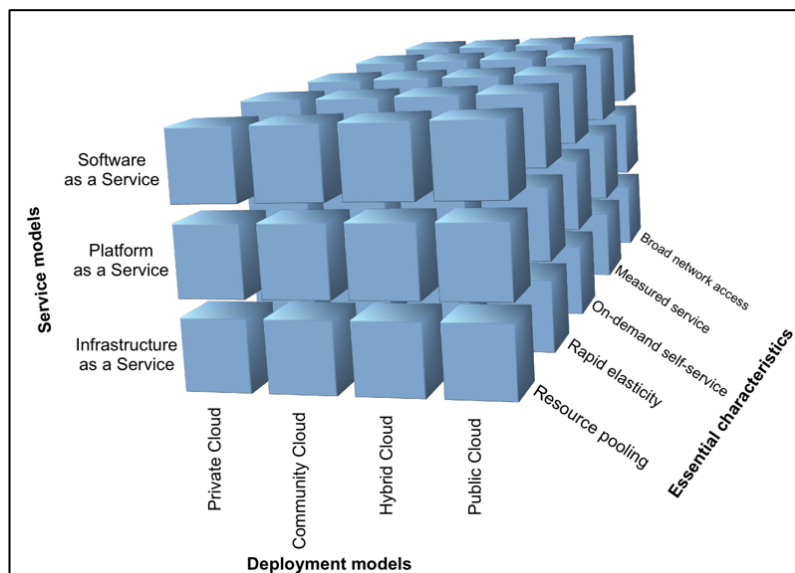 Service models
Software
as a Service
Platform
as a Service
Infrastructure
as a Service
Private Cloud
Community Cloud
Hybrid Cloud
Public Cloud
Deployment models
Broad network access
Measured service
On-demand self-service
Rapid elasticity
Resource pooling
Essential characteristics